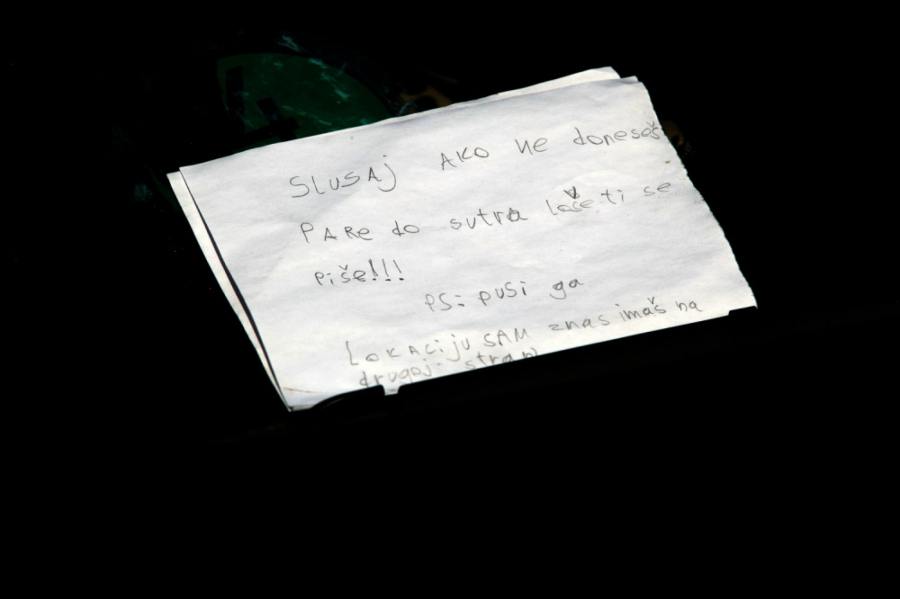 SLUSAj AKO Ne doneseš
PARe do sutra loše ti se
piše!!!
PS: pusi ga
LOKACiju SAM znas imaš na
drugoj strani